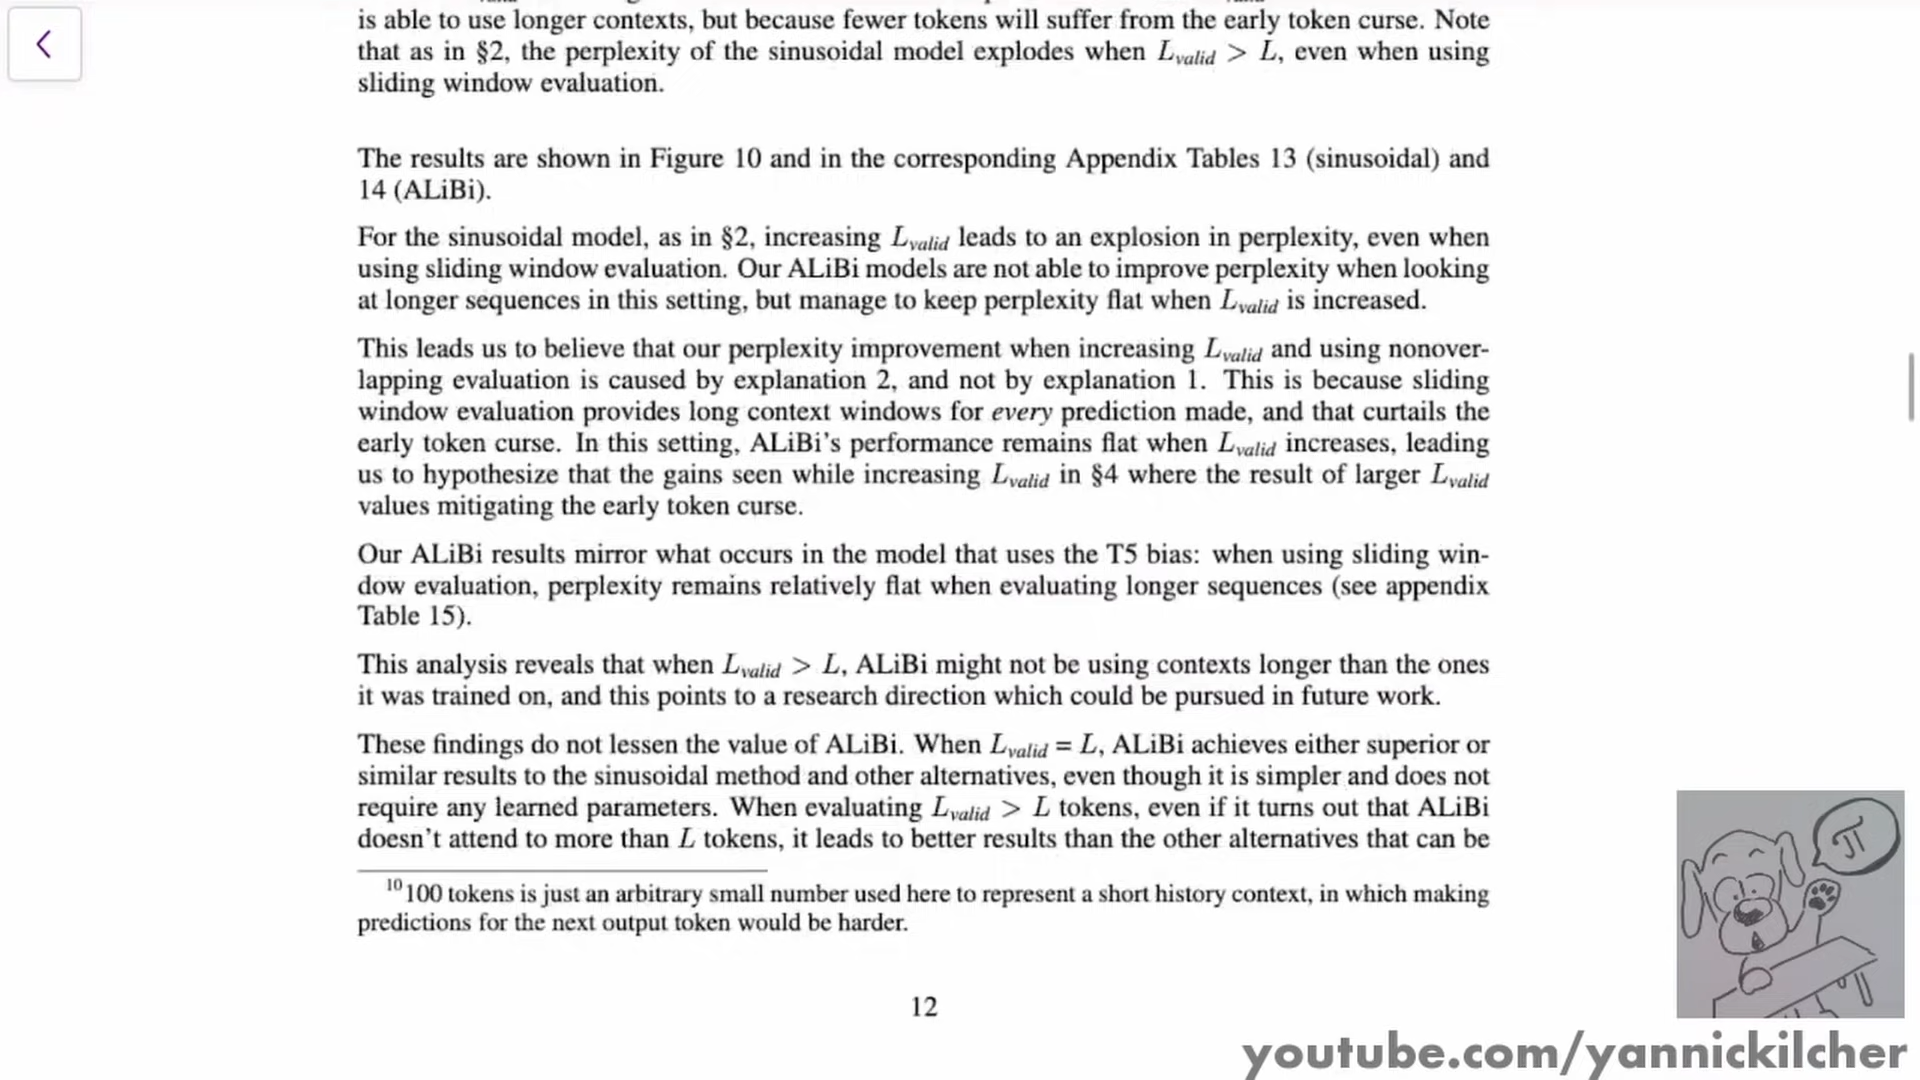 is able to use longer contexts, but because fewer tokens will suffer from the early token curse. Note
that as in §2, the perplexity of the sinusoidal model explodes when Lvalid > L, even when using
sliding window evaluation.
The results are shown in Figure 10 and in the corresponding Appendix Tables 13 (sinusoidal) and
14 (ALiBi).
For the sinusoidal model, as in §2, increasing Lvalid leads to an explosion in perplexity, even when
using sliding window evaluation. Our ALiBi models are not able to improve perplexity when looking
at longer sequences in this setting, but manage to keep perplexity flat when Lvalid is increased.
This leads us to believe that our perplexity improvement when increasing Lvalid and using nonover-
lapping evaluation is caused by explanation 2, and not by explanation 1. This is because sliding
window evaluation provides long context windows for every prediction made, and that curtails the
early token curse. In this setting, ALiBi's performance remains flat when Lvalid increases, leading
us to hypothesize that the gains seen while increasing Lvalid in §4 where the result of larger Lvalid
values mitigating the early token curse.
Our ALiBi results mirror what occurs in the model that uses the T5 bias: when using sliding win-
dow evaluation, perplexity remains relatively flat when evaluating longer sequences (see appendix
Table 15).
This analysis reveals that when Lvalid > L, ALiBi might not be using contexts longer than the ones
it was trained on, and this points to a research direction which could be pursued in future work.
These findings do not lessen the value of ALiBi. When Lvalid = L, ALiBi achieves either superior or
similar results to the sinusoidal method and other alternatives, even though it is simpler and does not
require any learned parameters. When evaluating Lvalid > L tokens, even if it turns out that ALiBi
doesn't attend to more than L tokens, it leads to better results than the other alternatives that can be
10 100 tokens is just an arbitrary small number used here to represent a short history context, in which making
predictions for the next output token would be harder.
12
π
youtube.com/yannickilcher